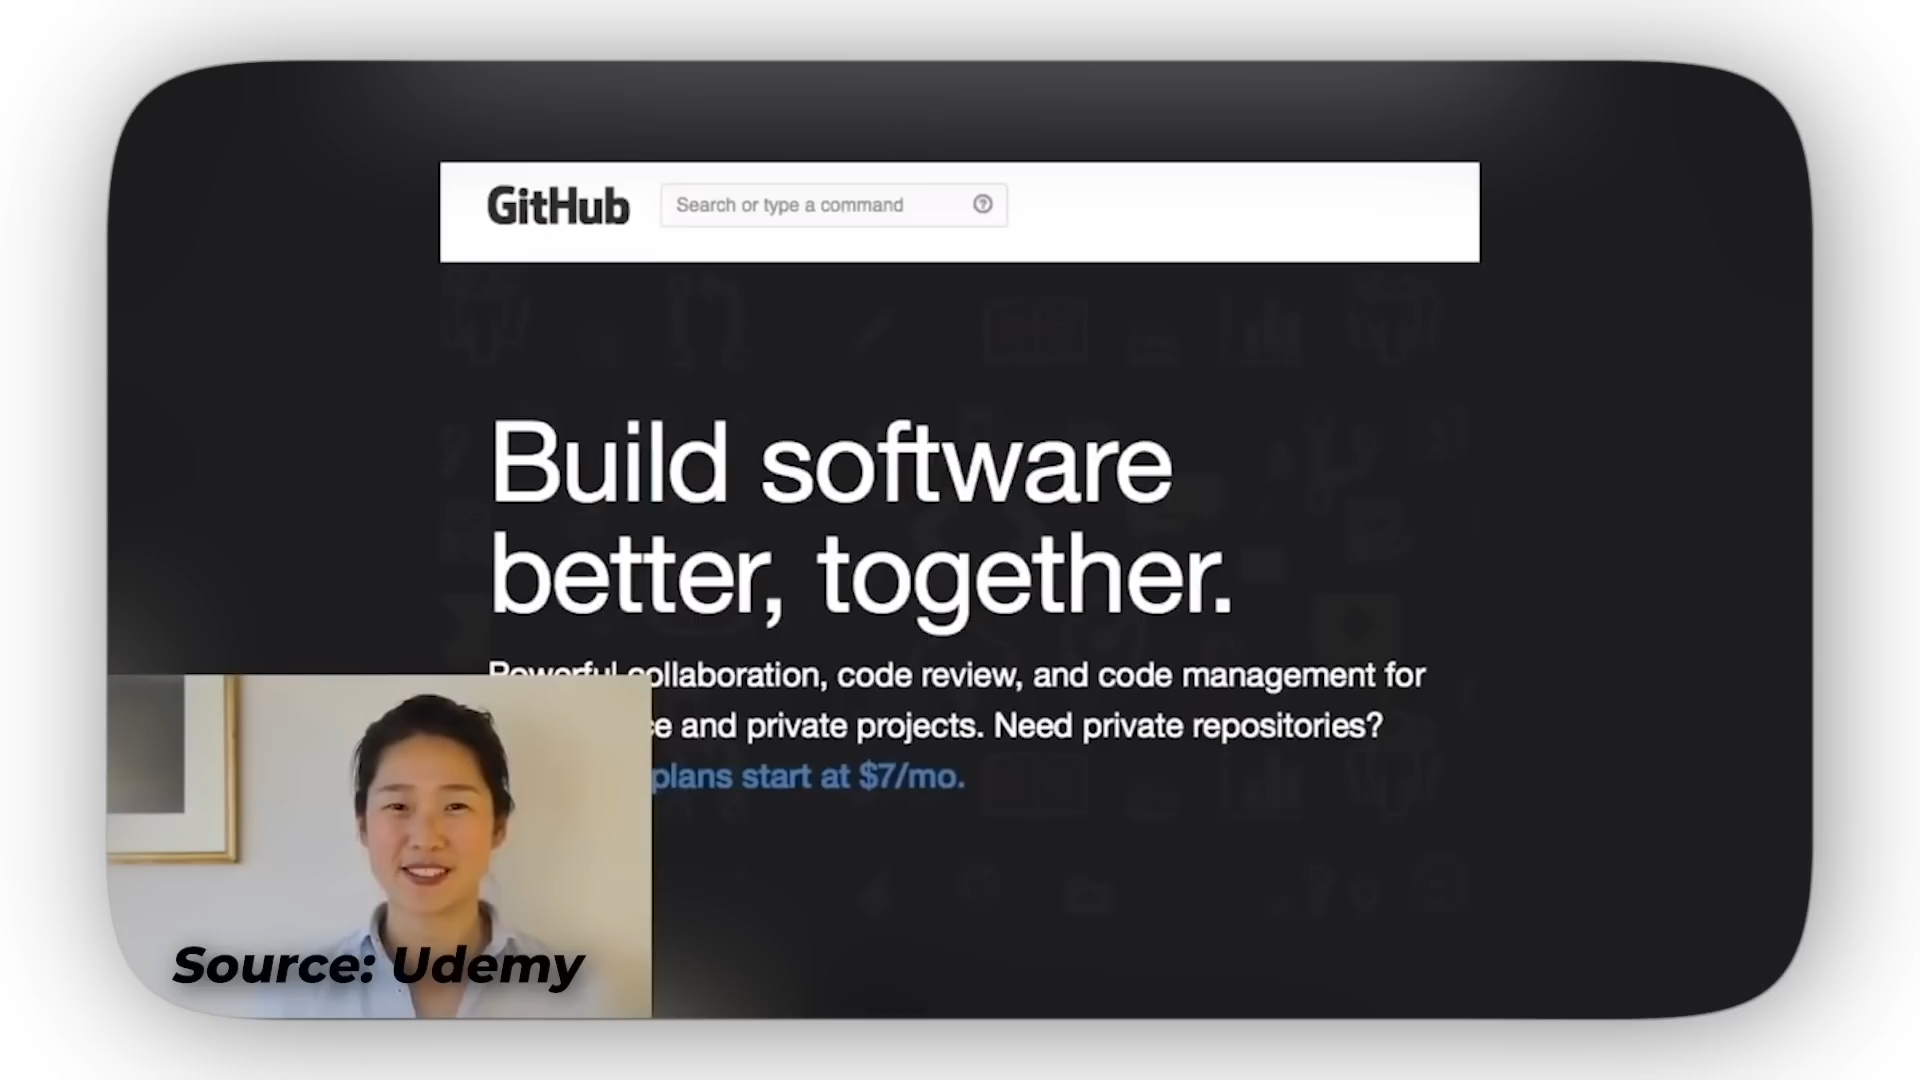 GitHub
Search or type a command
Build software
better, together.
Powerful collaboration, code review, and code management for
and private projects. Need private repositories?
plans start at $7/mo.
Source: Udemy